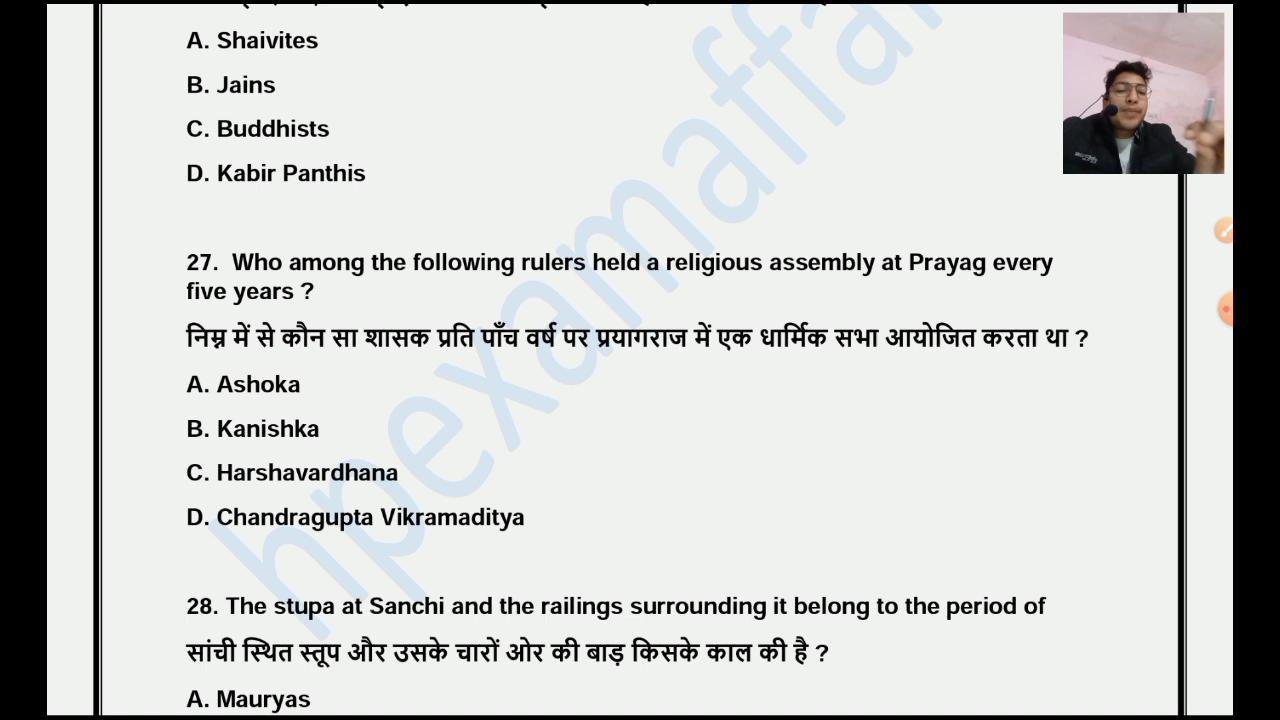 A. Shaivites
B. Jains
C. Buddhists
D. Kabir Panthis
27. Who among the following rulers held a religious assembly at Prayag every
five years ?
निम्न में से कौन सा शासक प्रति पाँच वर्ष पर प्रयागराज में एक धार्मिक सभा आयोजित करता था ?
A. Ashoka
B. Kanishka
C. Harshavardhana
D. Chandragupta Vikramaditya
28. The stupa at Sanchi and the railings surrounding it belong to the period of
सांची स्थित स्तूप और उसके चारों ओर की बाड़ किसके काल की है ?
A. Mauryas
hpexamaffa